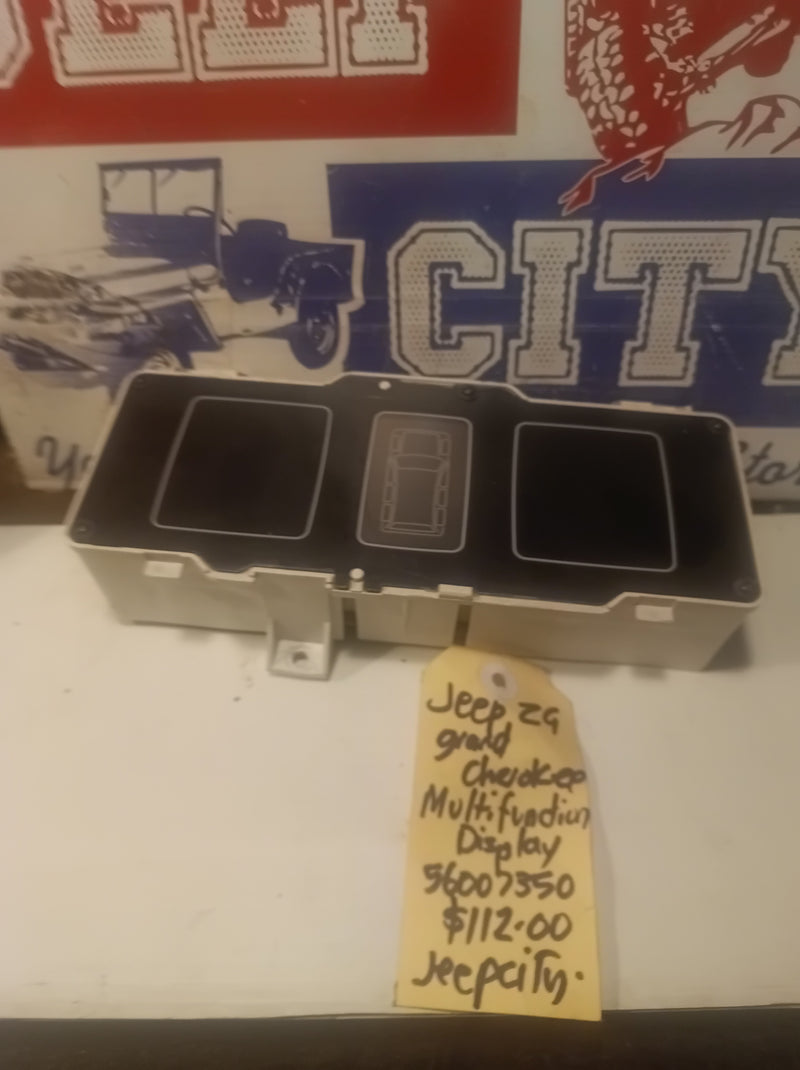 CITY
Jeep ZG
grand
Cherokee
Multifunction
Display
56007350
$112.00
Jeepcity.